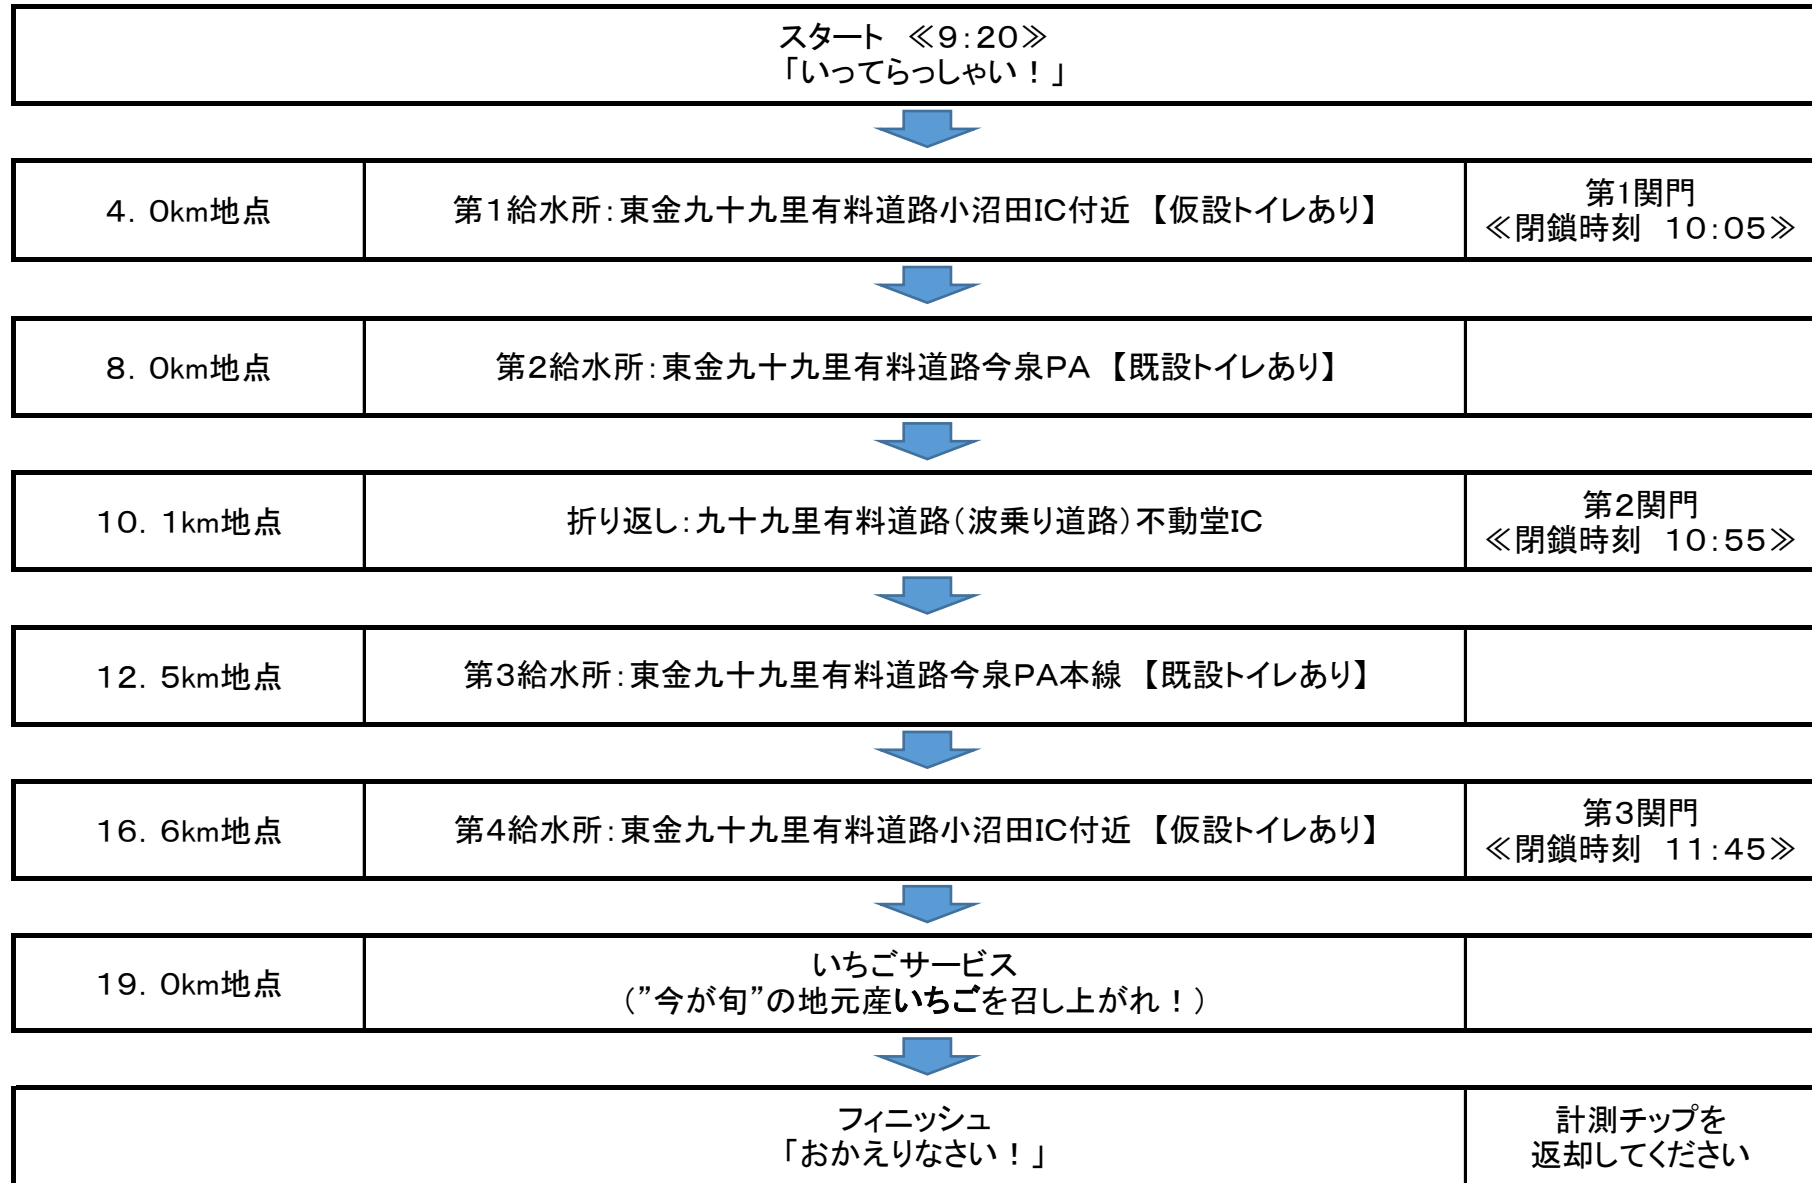 スタート ≪9:20≫
「いってらっしゃい！」
4．0km地点
第1給水所：東金九十九里有料道路小沼田IC付近 【仮設トイレあり】
第1関門
≪閉鎖時刻 10:05≫
8．0km地点
第2給水所：東金九十九里有料道路今泉PA 【既設トイレあり】
10．1km地点
折り返し：九十九里有料道路（波乗り道路）不動堂IC
第2関門
≪閉鎖時刻 10:55≫
12．5km地点
第3給水所：東金九十九里有料道路今泉PA本線 【既設トイレあり】
16．6km地点
第4給水所：東金九十九里有料道路小沼田IC付近 【仮設トイレあり】
第3関門
≪閉鎖時刻 11:45≫
19．0km地点
いちごサービス
（”今が旬”の地元産いちごを召し上がれ！）
フィニッシュ
「おかえりなさい！」
計測チップを
返却してください